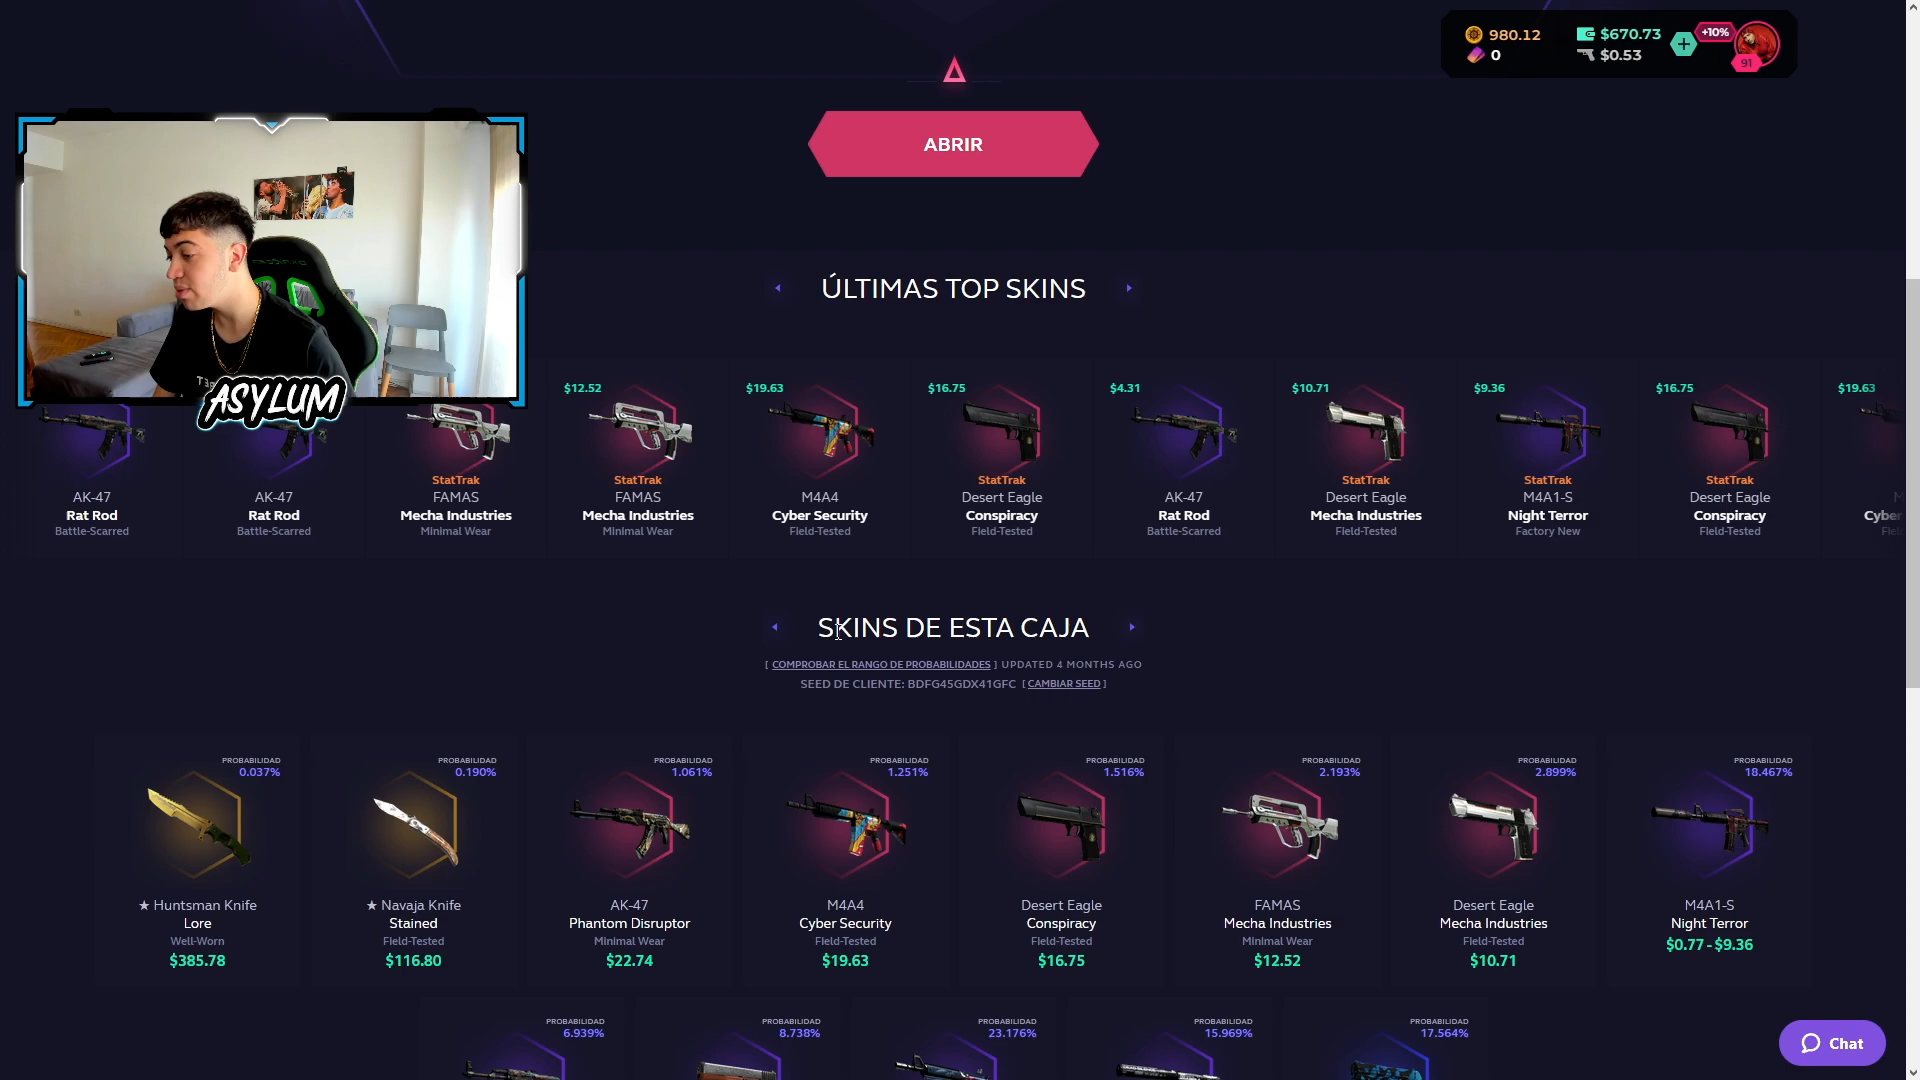 980.12
$670.73
+10%
0
$0.53
91
ABRIR
ASYLUM
ÚLTIMAS TOP SKINS
AK-47
Rat Rod
Battle-Scarred
AK-47
Rat Rod
Battle-Scarred
StatTrak
FAMAS
Mecha Industries
Minimal Wear
$12.52
StatTrak
FAMAS
Mecha Industries
Minimal Wear
$19.63
M4A4
Cyber Security
Field-Tested
$16.75
StatTrak
Desert Eagle
Conspiracy
Field-Tested
$4.31
AK-47
Rat Rod
Battle-Scarred
$10.71
StatTrak
Desert Eagle
Mecha Industries
Field-Tested
$9.36
StatTrak
M4A1-S
Night Terror
Factory New
$16.75
StatTrak
Desert Eagle
Conspiracy
Field-Tested
$19.63
Cyber
SKINS DE ESTA CAJA
[ COMPROBAR EL RANGO DE PROBABILIDADES ] UPDATED 4 MONTHS AGO
SEED DE CLIENTE: BDFG45GDX41GFC [ CAMBIAR SEED ]
PROBABILIDAD
0.037%
★ Huntsman Knife
Lore
Well-Worn
$385.78
PROBABILIDAD
0.190%
★ Navaja Knife
Stained
Field-Tested
$116.80
PROBABILIDAD
1.061%
AK-47
Phantom Disruptor
Minimal Wear
$22.74
PROBABILIDAD
1.251%
M4A4
Cyber Security
Field-Tested
$19.63
PROBABILIDAD
1.516%
Desert Eagle
Conspiracy
Field-Tested
$16.75
PROBABILIDAD
2.193%
FAMAS
Mecha Industries
Minimal Wear
$12.52
PROBABILIDAD
2.899%
Desert Eagle
Mecha Industries
Field-Tested
$10.71
PROBABILIDAD
18.467%
M4A1-S
Night Terror
$0.77 - $9.36
PROBABILIDAD
6.939%
PROBABILIDAD
8.738%
PROBABILIDAD
23.176%
PROBABILIDAD
15.969%
PROBABILIDAD
17.564%
Chat